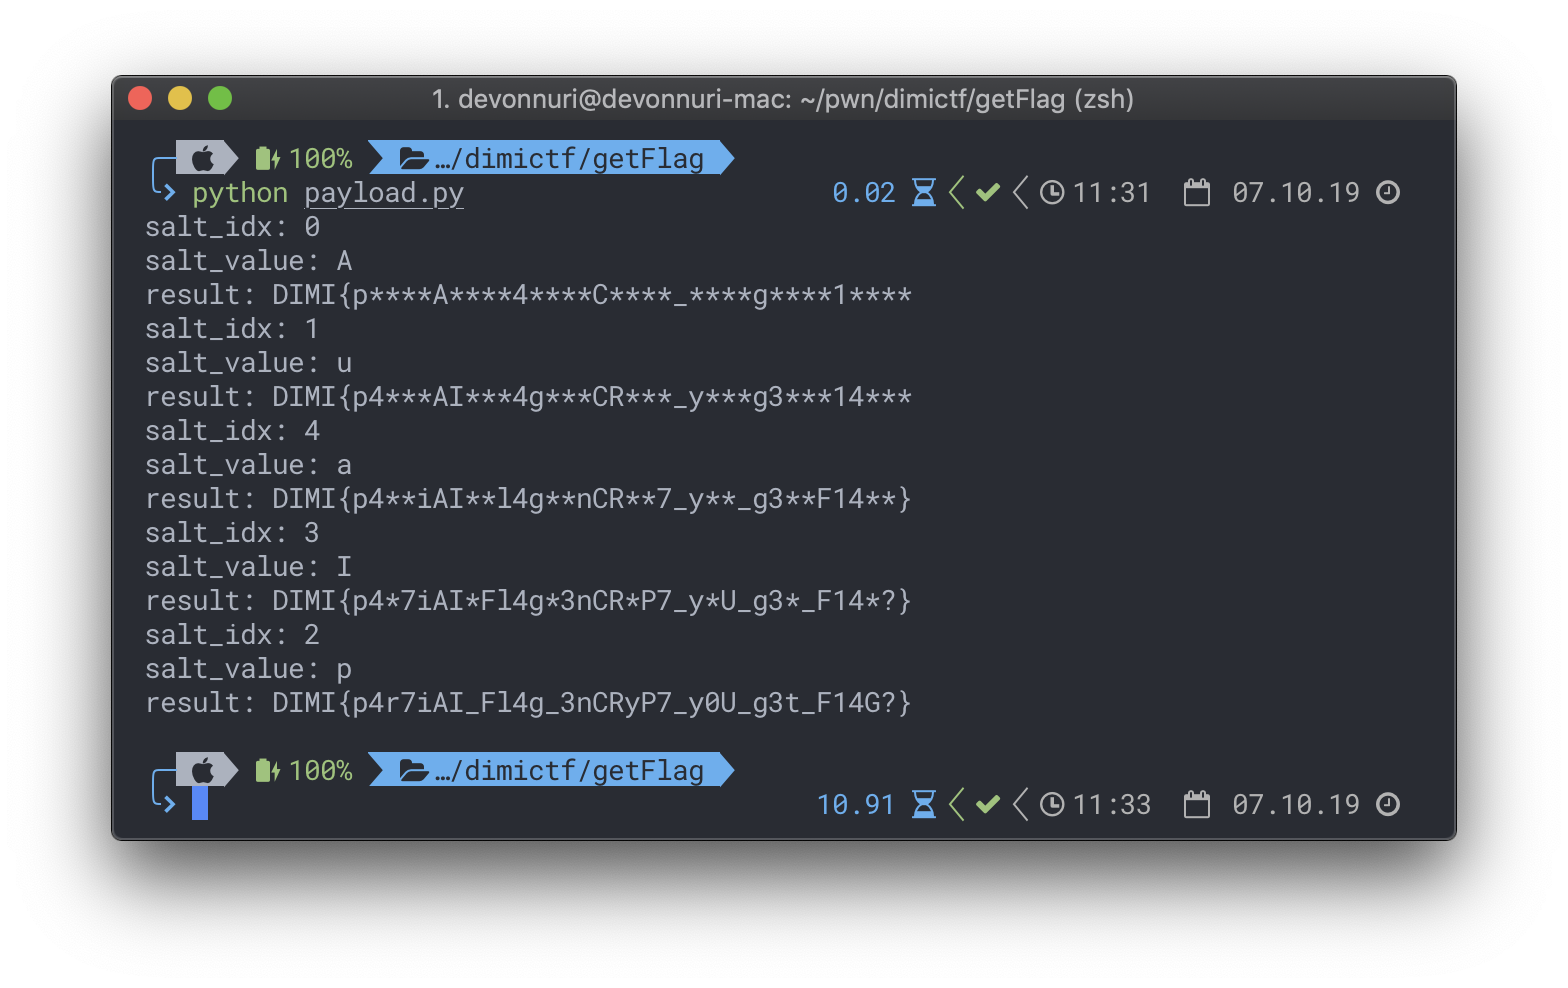 1. devonnuri@devonnuri-mac: ~/pwn/dimictf/getFlag (zsh)
100% …/dimictf/getFlag
python payload.py 0.02 11:31 07.10.19
salt_idx: 0
salt_value: A
result: DIMI{p****A****4****C****_****g****1****
salt_idx: 1
salt_value: u
result: DIMI{p4***AI***4g***CR***_y***g3***14***
salt_idx: 4
salt_value: a
result: DIMI{p4**iAI**l4g**nCR**7_y**_g3**F14**}
salt_idx: 3
salt_value: I
result: DIMI{p4*7iAI*Fl4g*3nCR*P7_y*U_g3*_F14*?}
salt_idx: 2
salt_value: p
result: DIMI{p4r7iAI_Fl4g_3nCRyP7_y0U_g3t_F14G?}
100% …/dimictf/getFlag
10.91 11:33 07.10.19